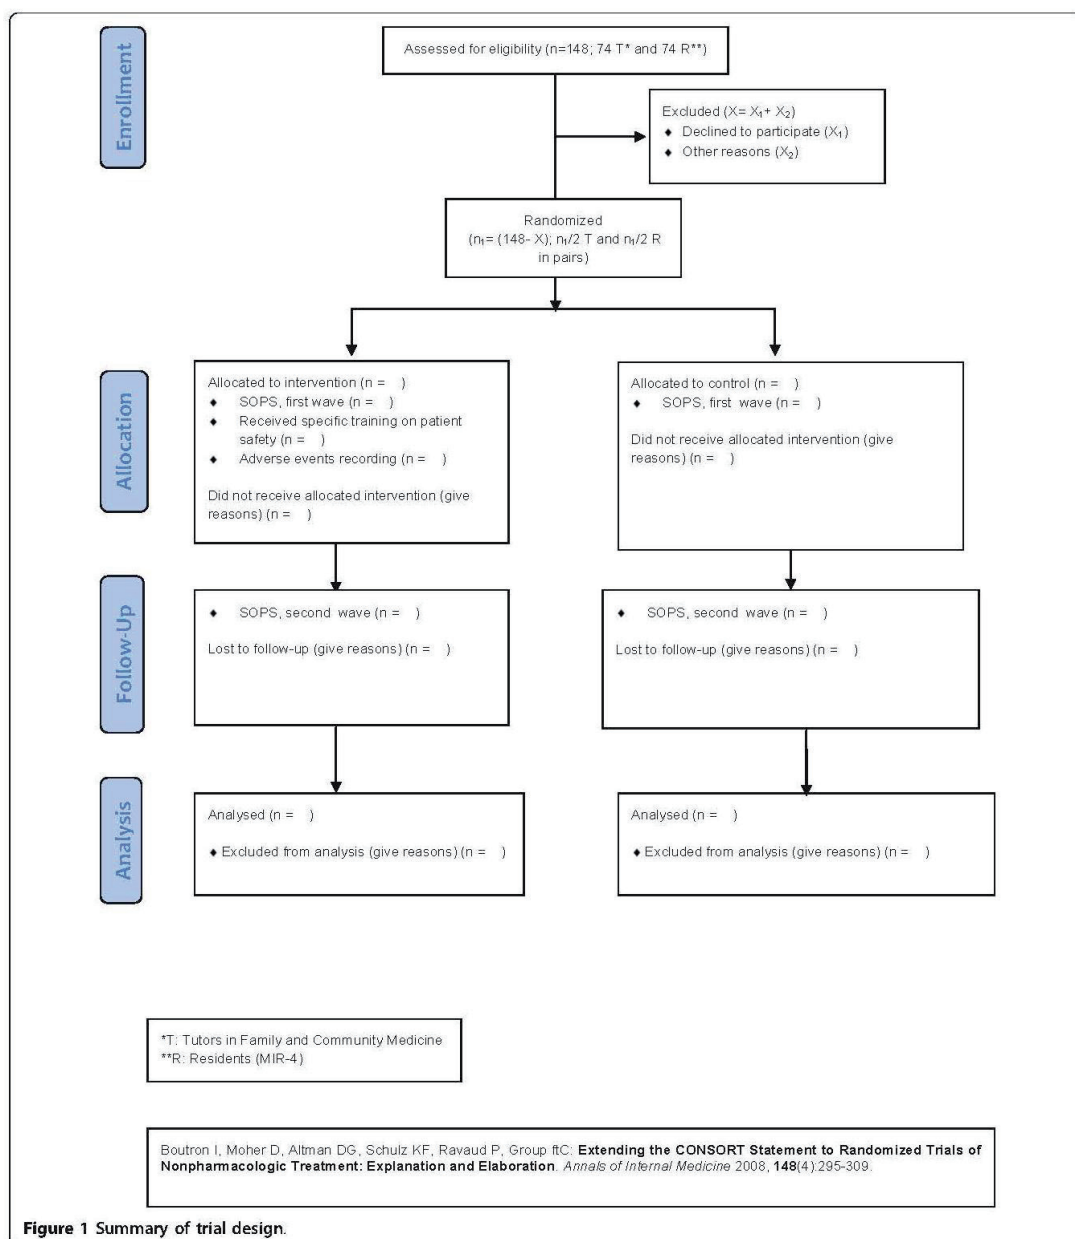 Enrollment
Assessed for eligibility (n=148; 74 T* and 74 R**)
Excluded (X= X₁+ X₂)
♦ Declined to participate (X₁)
♦ Other reasons (X₂)
Randomized
(n₁= (148- X); n₁/2 T and n₁/2 R
in pairs)
Allocation
Allocated to intervention (n = )
♦ SOPS, first wave (n = )
♦ Received specific training on patient
safety (n = )
♦ Adverse events recording (n = )
Did not receive allocated intervention (give
reasons) (n = )
Allocated to control (n = )
♦ SOPS, first wave (n = )
Did not receive allocated intervention (give
reasons) (n = )
Follow-Up
♦ SOPS, second wave (n = )
Lost to follow-up (give reasons) (n = )
♦ SOPS, second wave (n = )
Lost to follow-up (give reasons) (n = )
Analysis
Analysed (n = )
♦ Excluded from analysis (give reasons) (n = )
Analysed (n = )
♦ Excluded from analysis (give reasons) (n = )
*T: Tutors in Family and Community Medicine
**R: Residents (MIR-4)
Boutron I, Moher D, Altman DG, Schulz KF, Ravaud P, Group ftC: Extending the CONSORT Statement to Randomized Trials of
Nonpharmacologic Treatment: Explanation and Elaboration. Annals of Internal Medicine 2008, 148(4):295-309.
Figure 1 Summary of trial design.